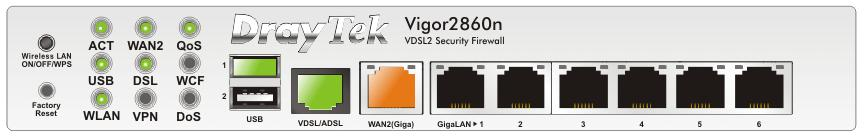 DrayTek
Vigor2860n
VDSL2 Security Firewall
Wireless LAN
ON/OFF/WPS
Factory
Reset
ACT WAN2 QoS
USB DSL WCF
WLAN VPN DoS
1
2
USB
VDSL/ADSL
WAN2(Giga)
GigaLAN ▶ 1 2 3 4 5 6